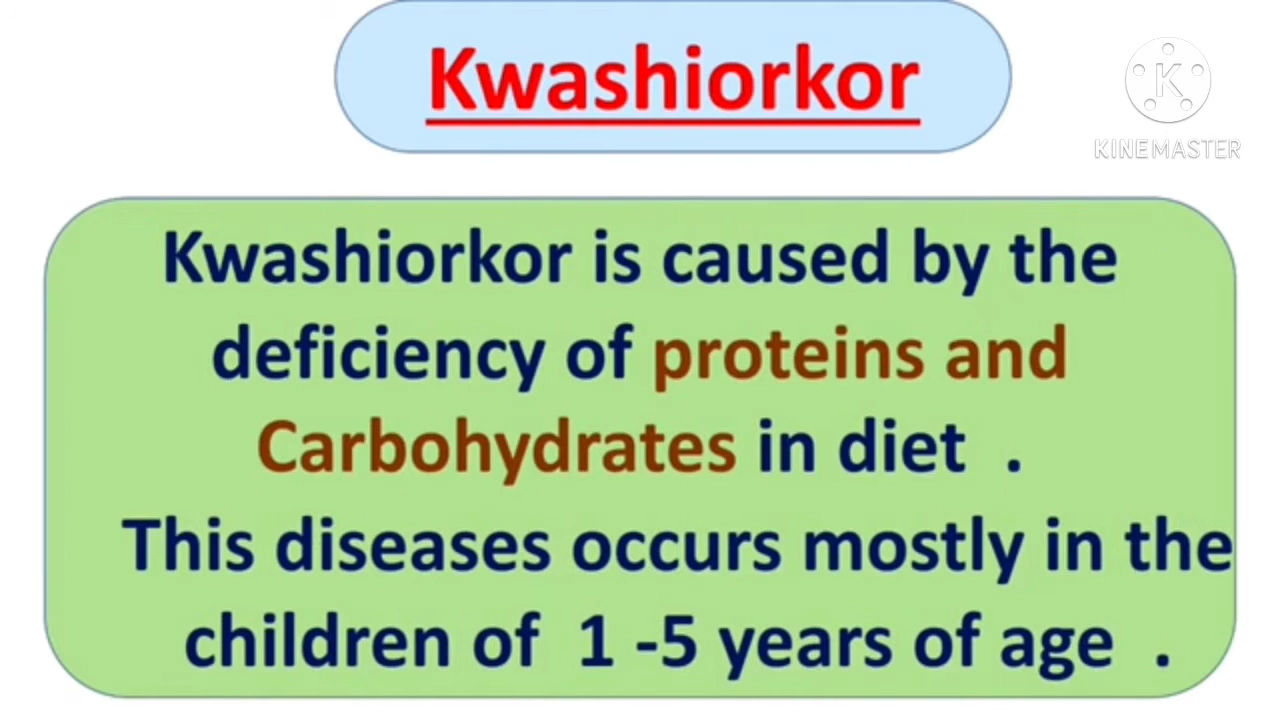 Kwashiorkor
K
KINEMASTER
Kwashiorkor is caused by the
deficiency of proteins and
Carbohydrates in diet .
This diseases occurs mostly in the
children of 1 -5 years of age .